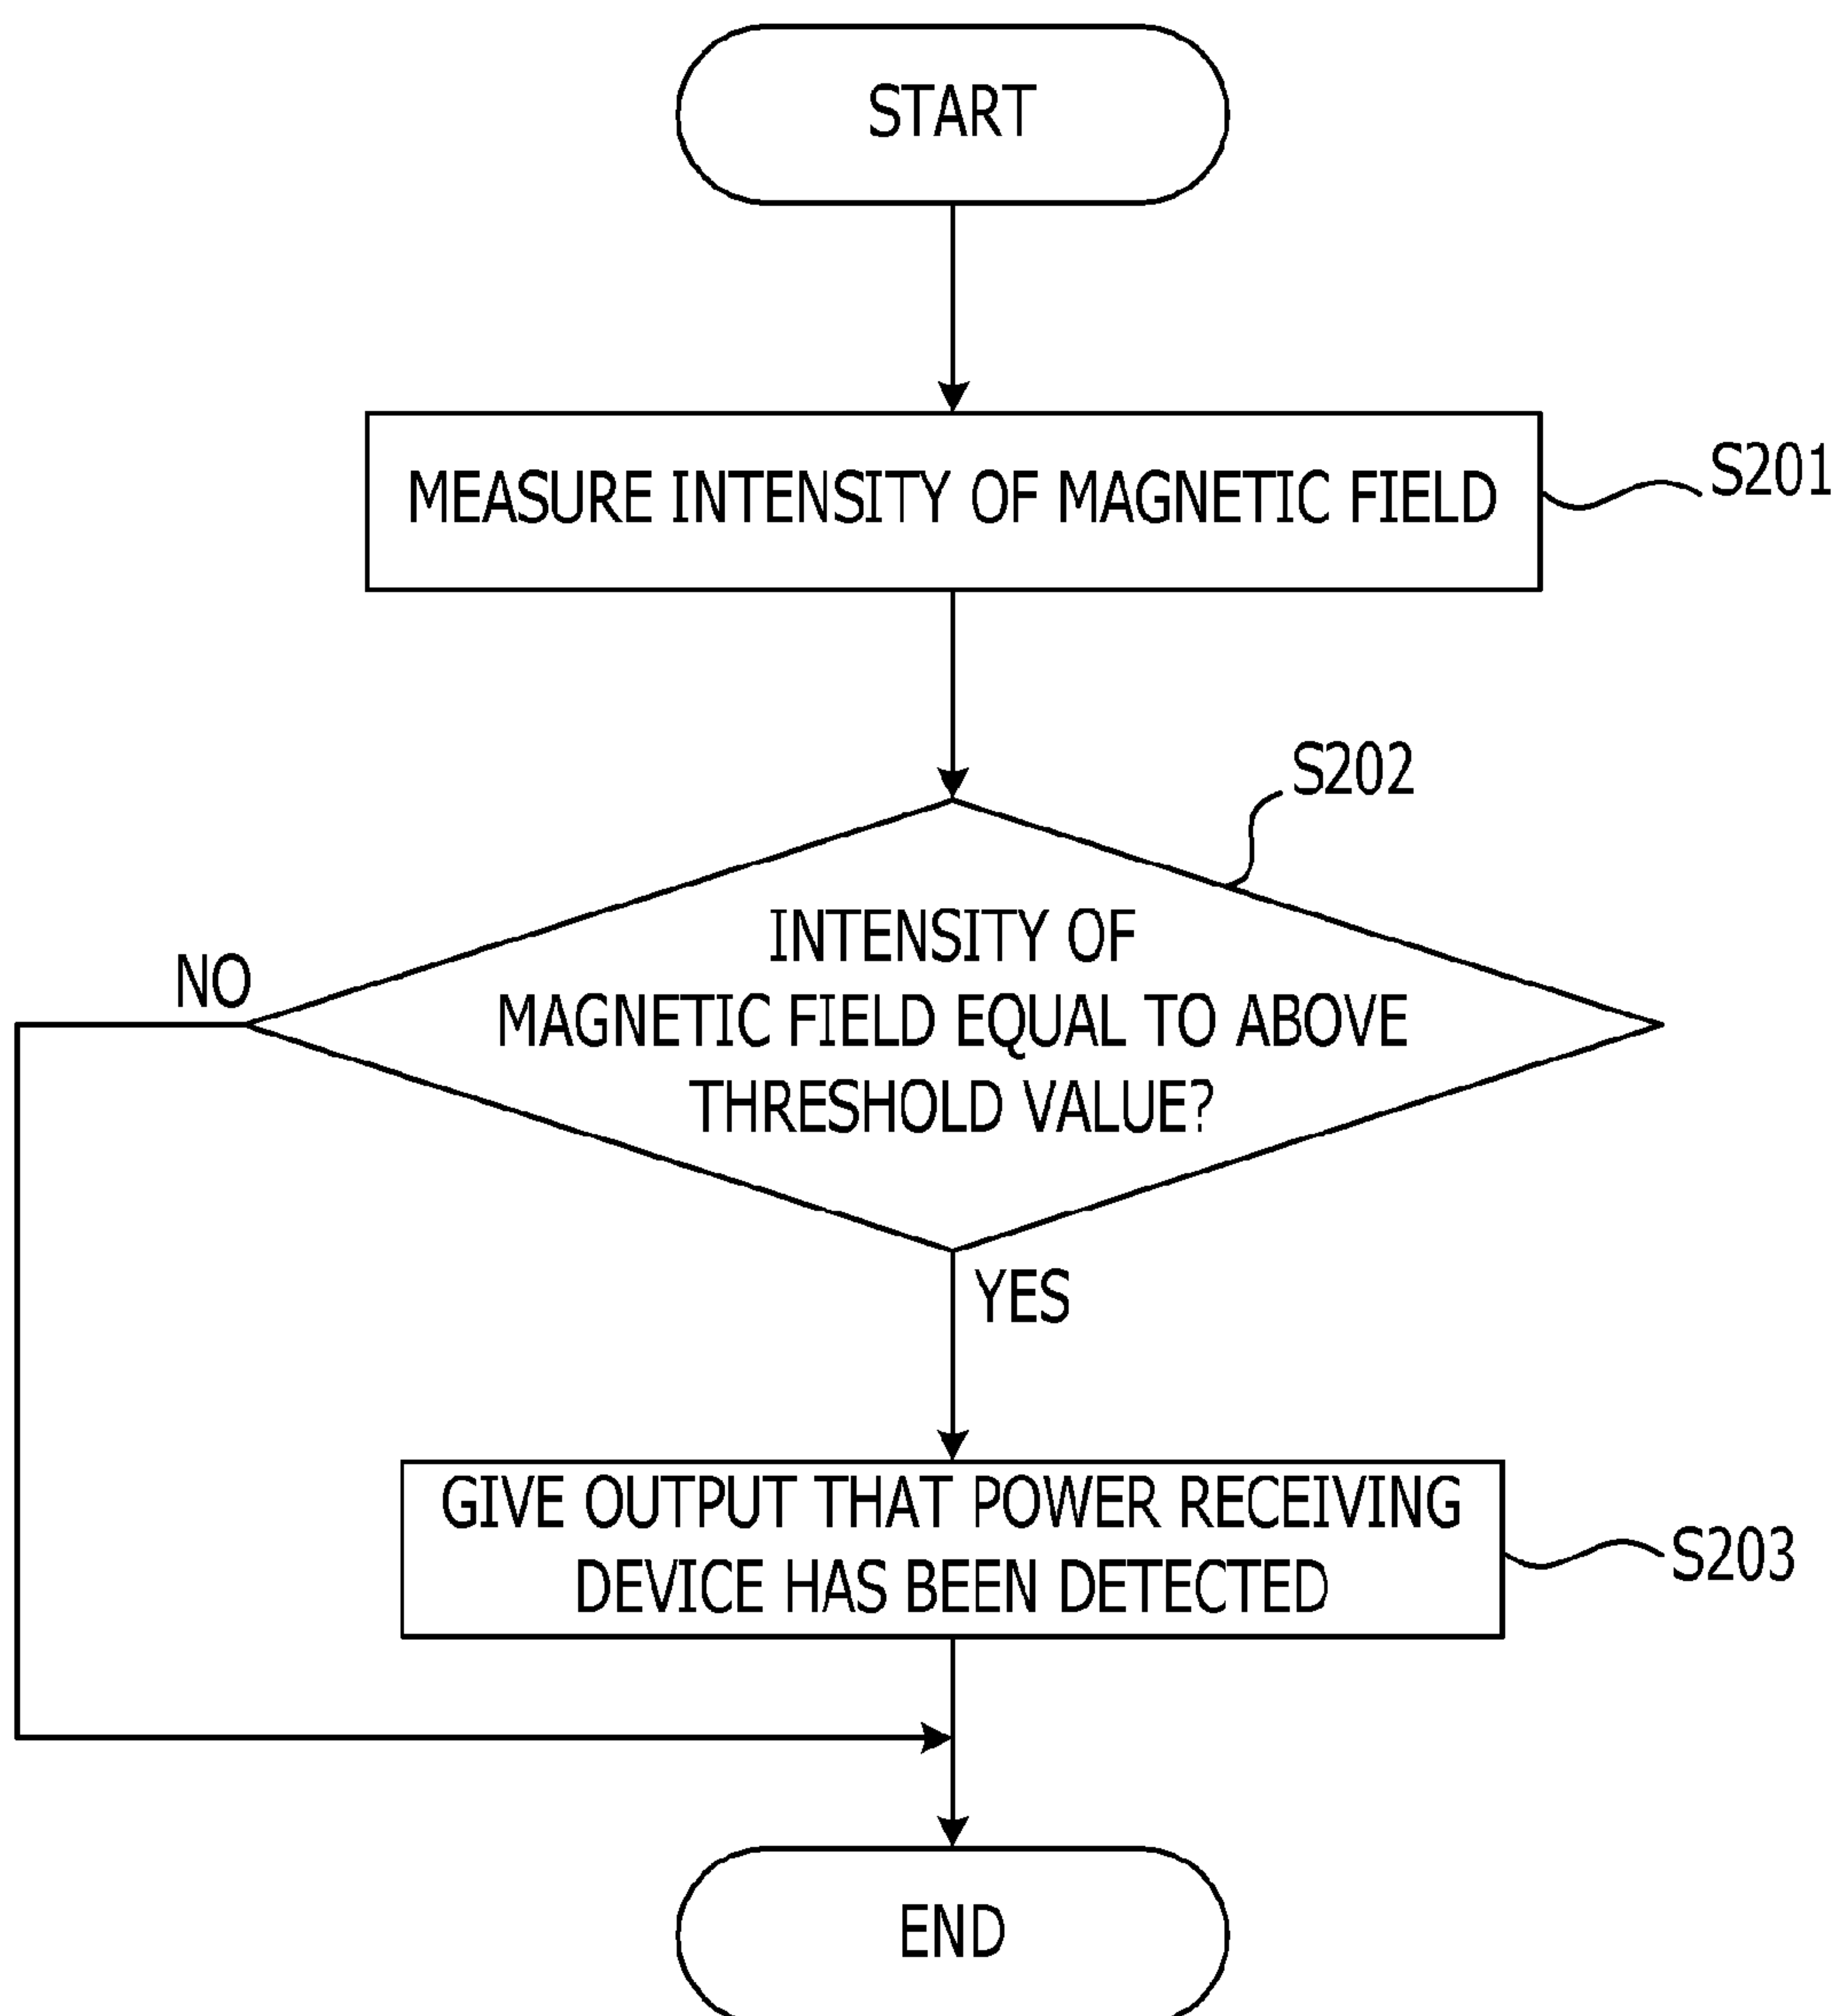 START
MEASURE INTENSITY OF MAGNETIC FIELD
S201
S202
INTENSITY OF
MAGNETIC FIELD EQUAL TO ABOVE
THRESHOLD VALUE?
NO
YES
GIVE OUTPUT THAT POWER RECEIVING
DEVICE HAS BEEN DETECTED
S203
END